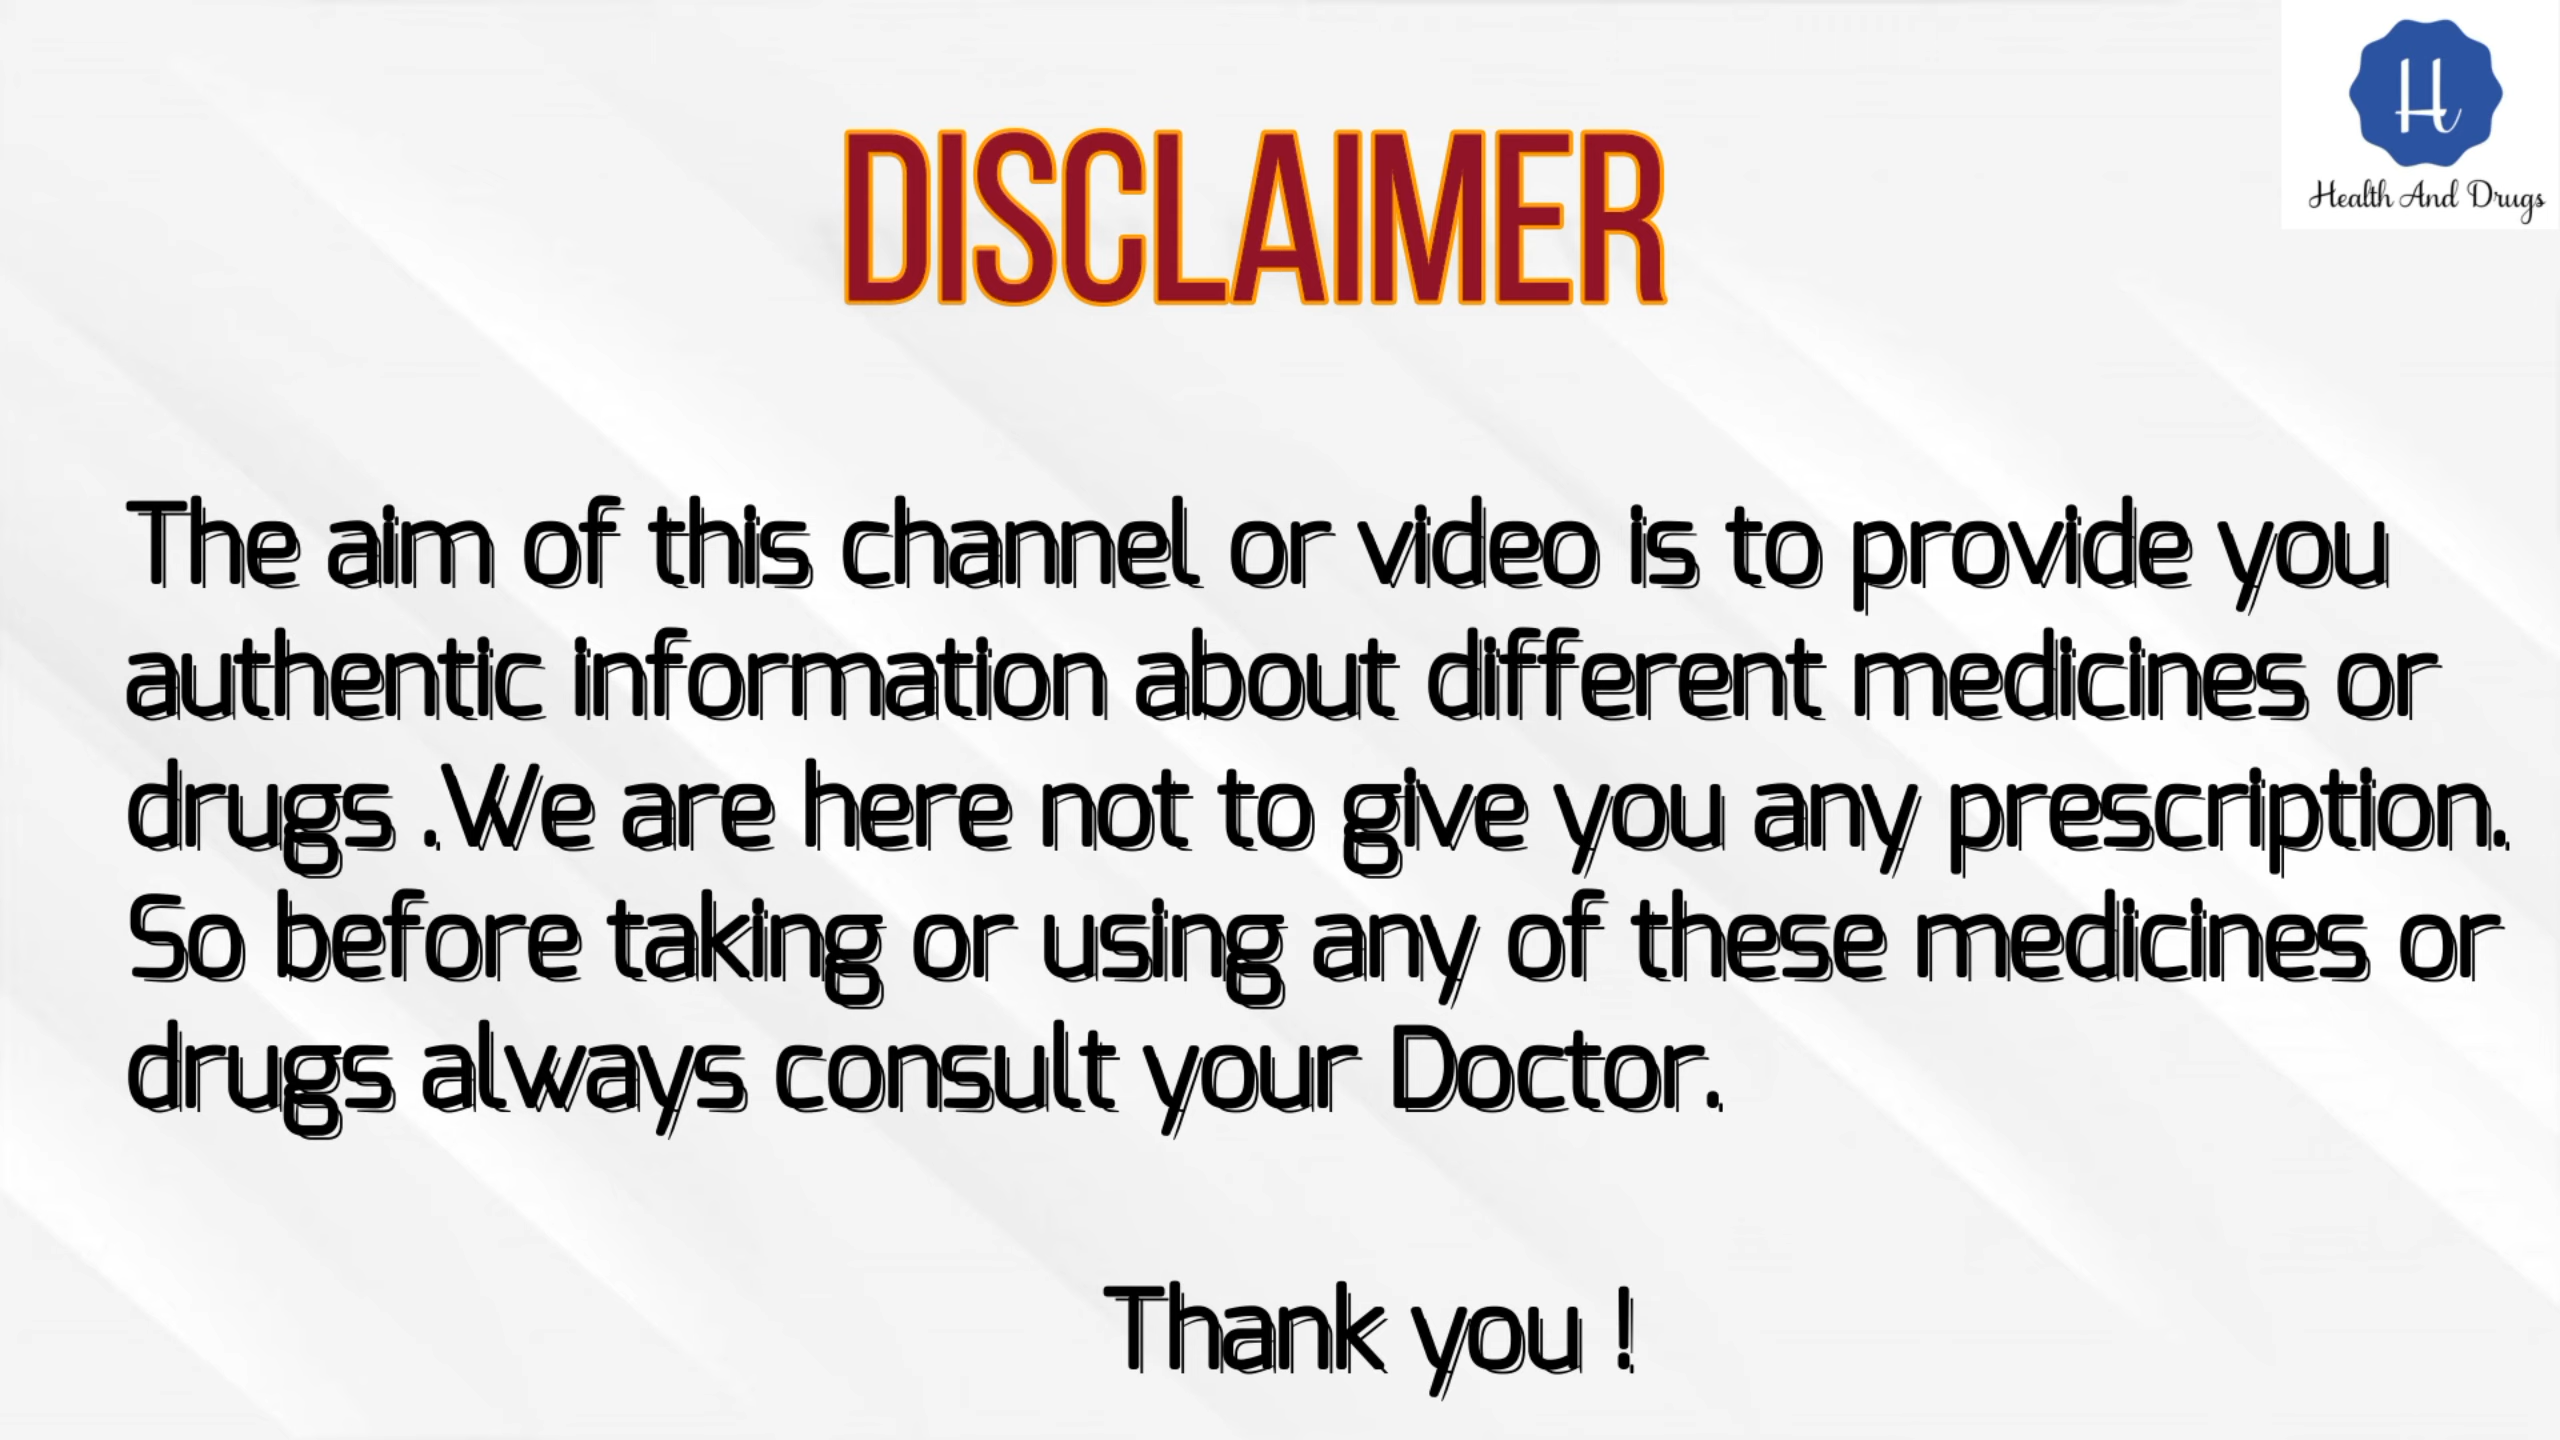 H
Health And Drugs
DISCLAIMER
The aim of this channel or video is to provide you
authentic information about different medicines or
drugs .We are here not to give you any prescription.
So before taking or using any of these medicines or
drugs always consult your Doctor.
Thank you !